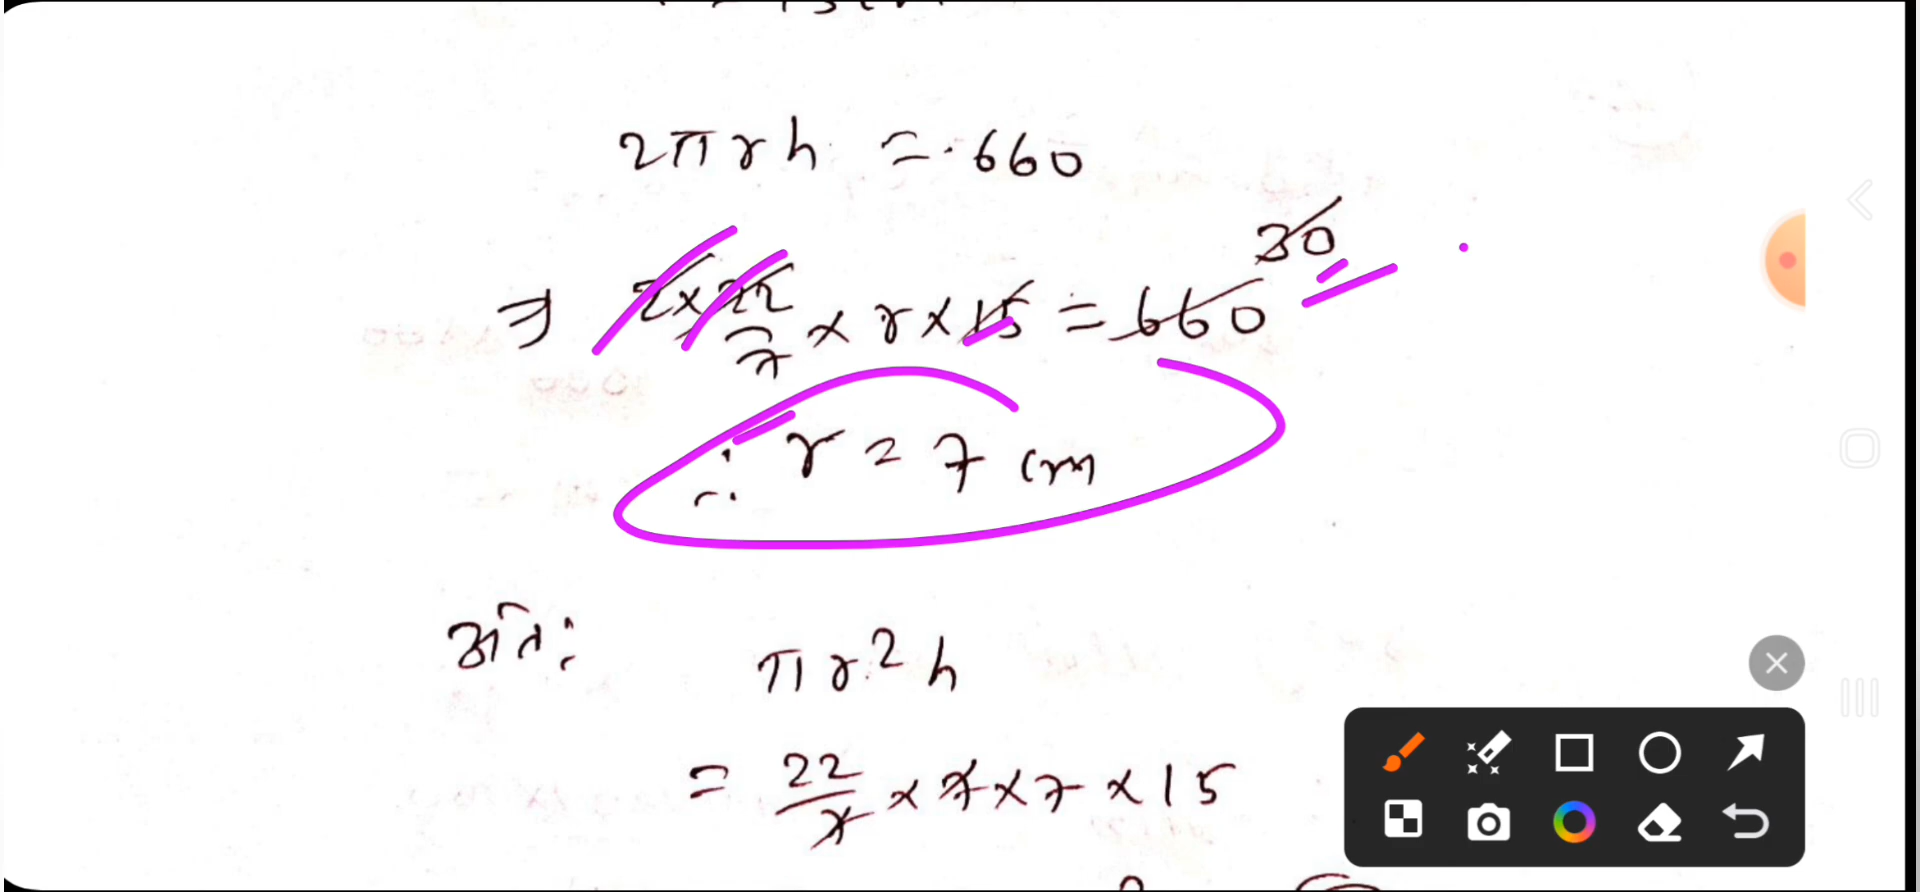 2πrh = 660
30
⇒ 2×22/7 × r × 15 = 660
∴ r = 7 cm
अतः πr²h
= 22/7 × 7 × 7 × 15